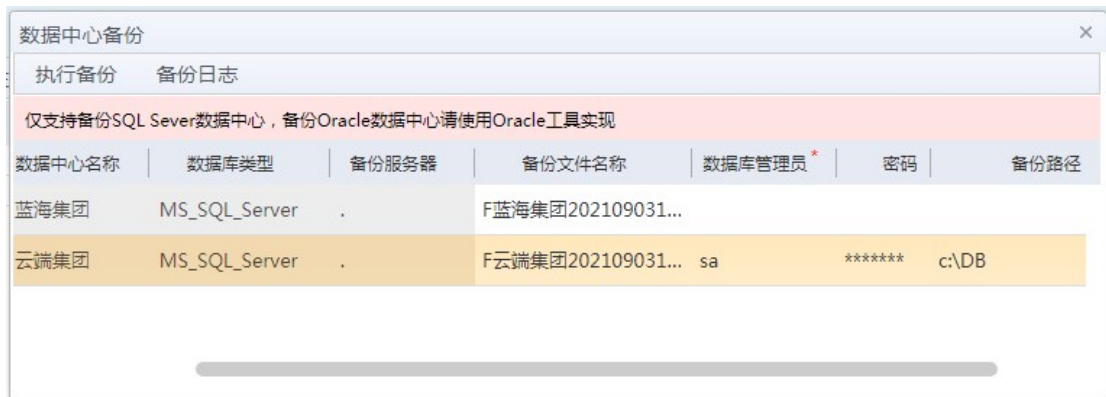 数据中心备份 ×
执行备份 备份日志
仅支持备份SQL Sever数据中心，备份Oracle数据中心请使用Oracle工具实现
数据中心名称 数据库类型 备份服务器 备份文件名称 数据库管理员* 密码 备份路径
蓝海集团 MS_SQL_Server . F蓝海集团202109031...
云端集团 MS_SQL_Server . F云端集团202109031... sa ******* c:\DB